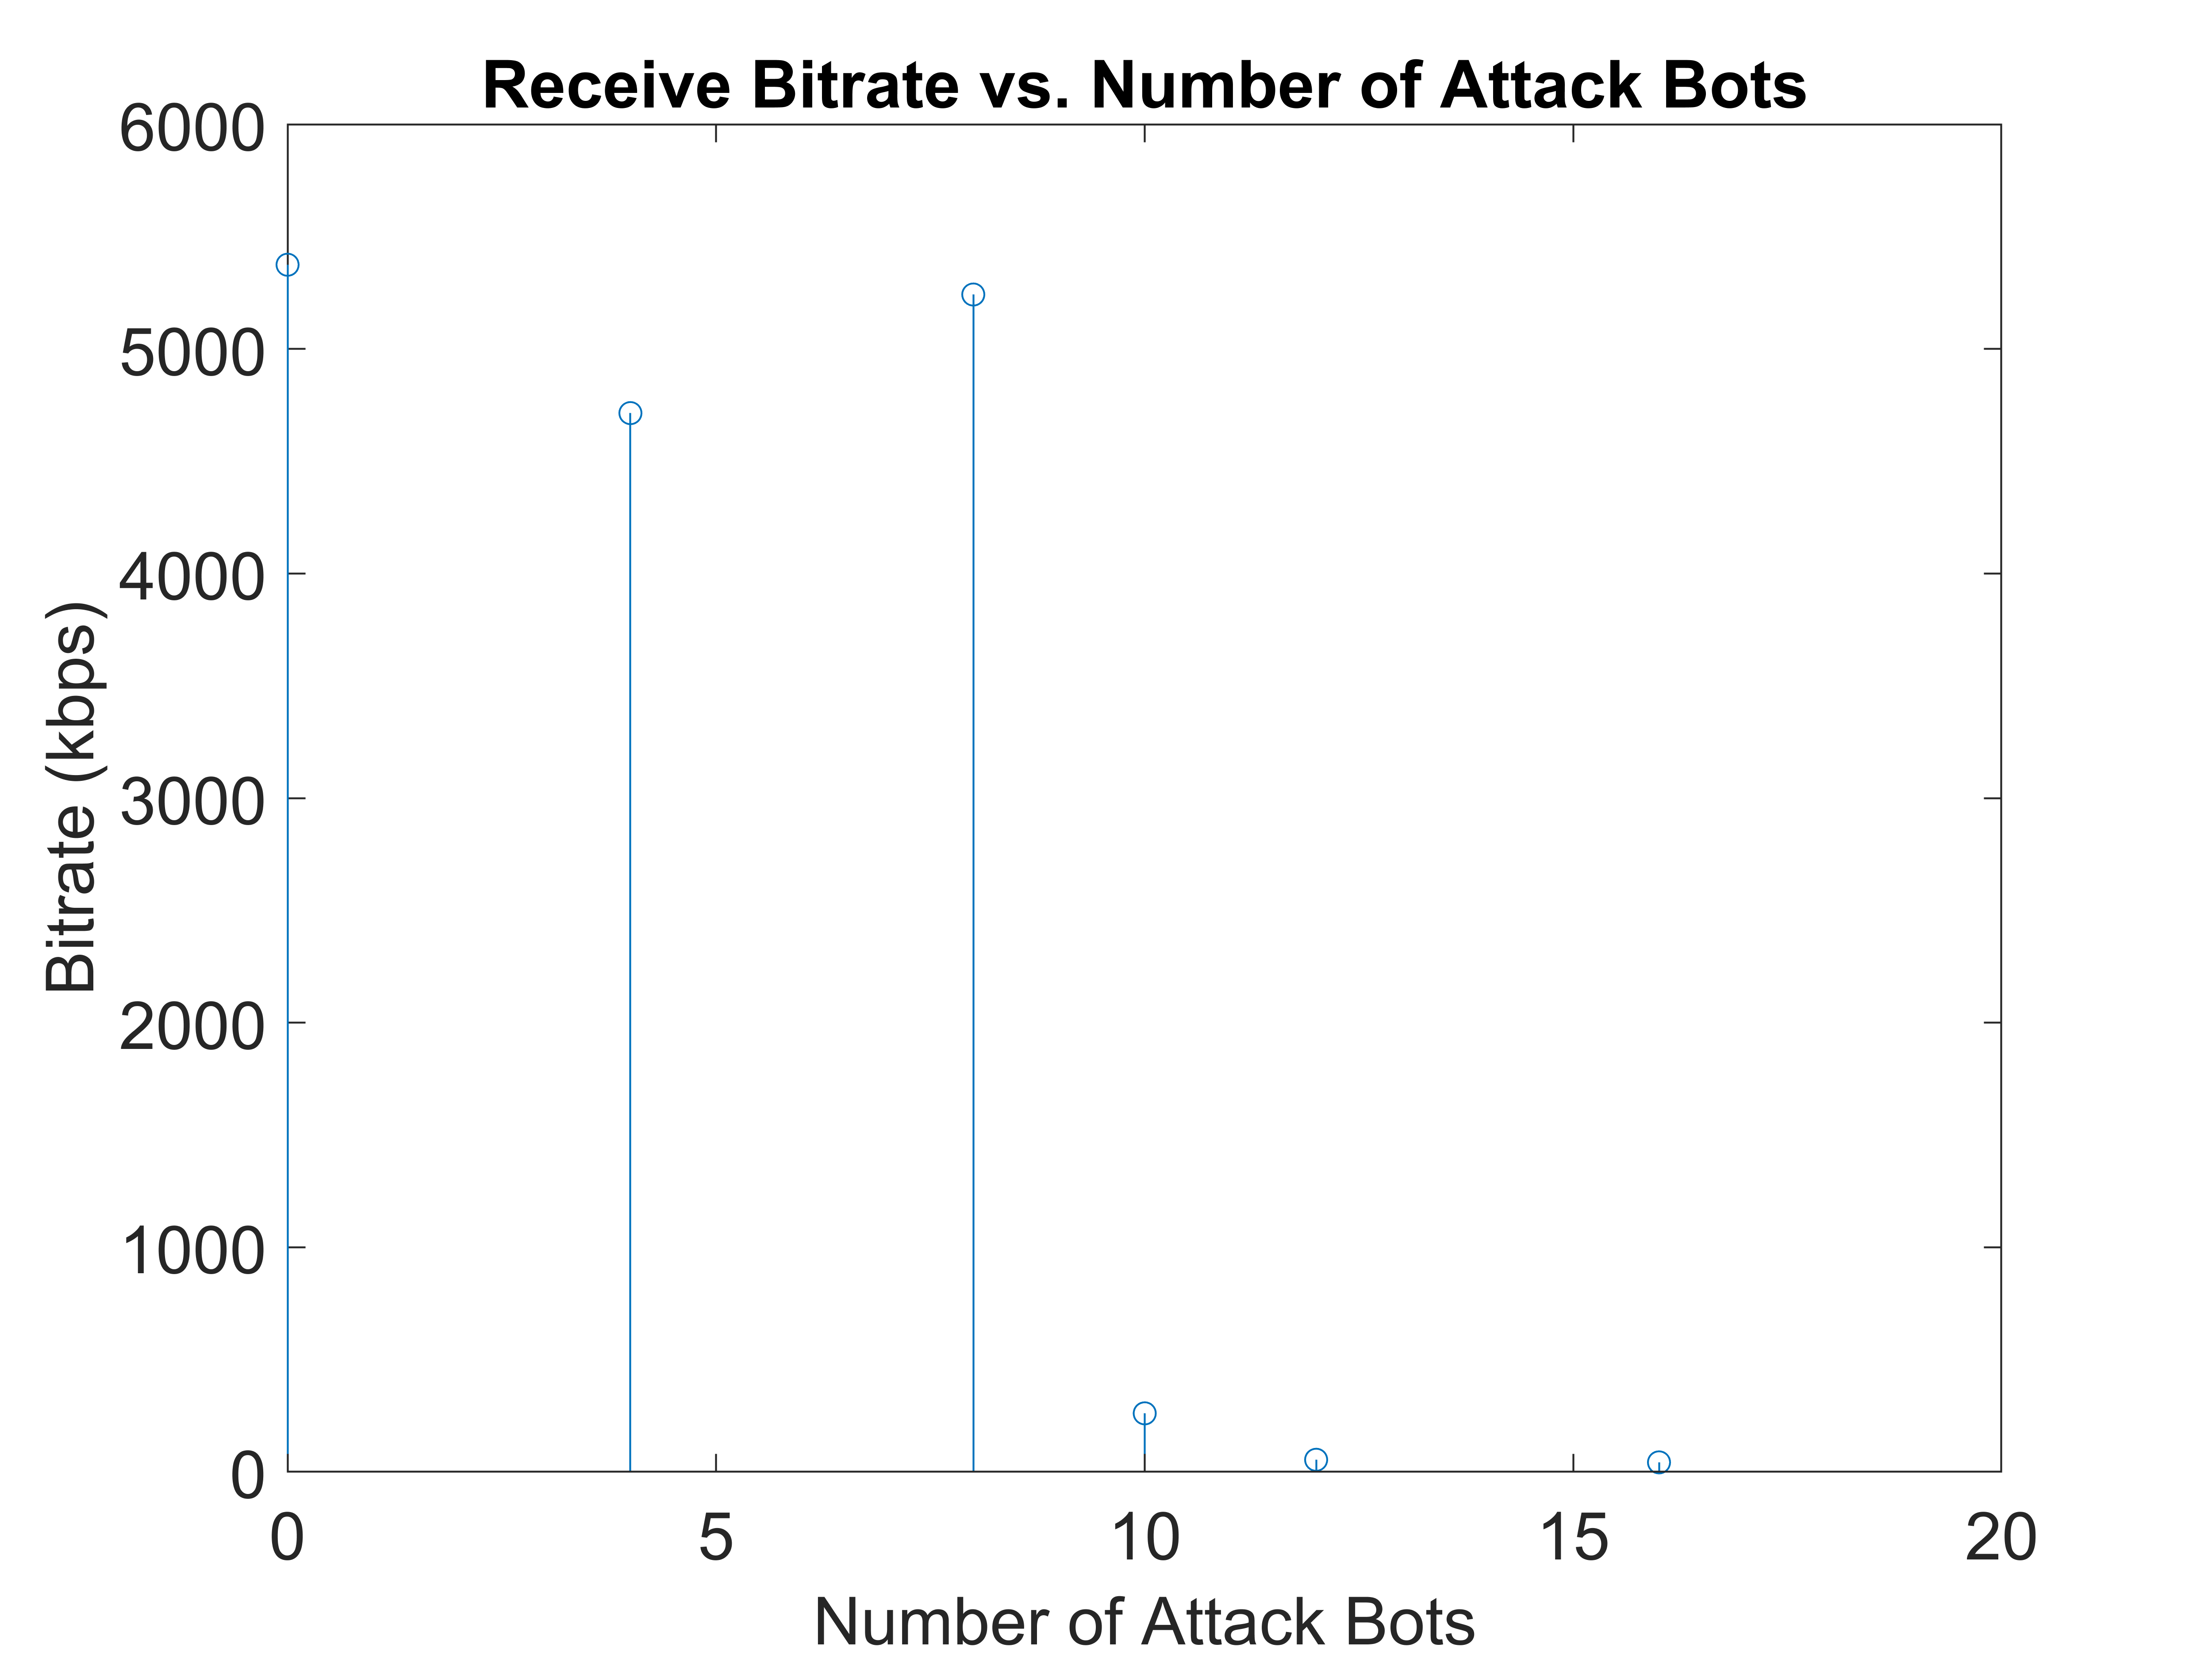 Receive Bitrate vs. Number of Attack Bots
6000
5000
4000
3000
2000
1000
0
Bitrate (kbps)
0 5 10 15 20
Number of Attack Bots